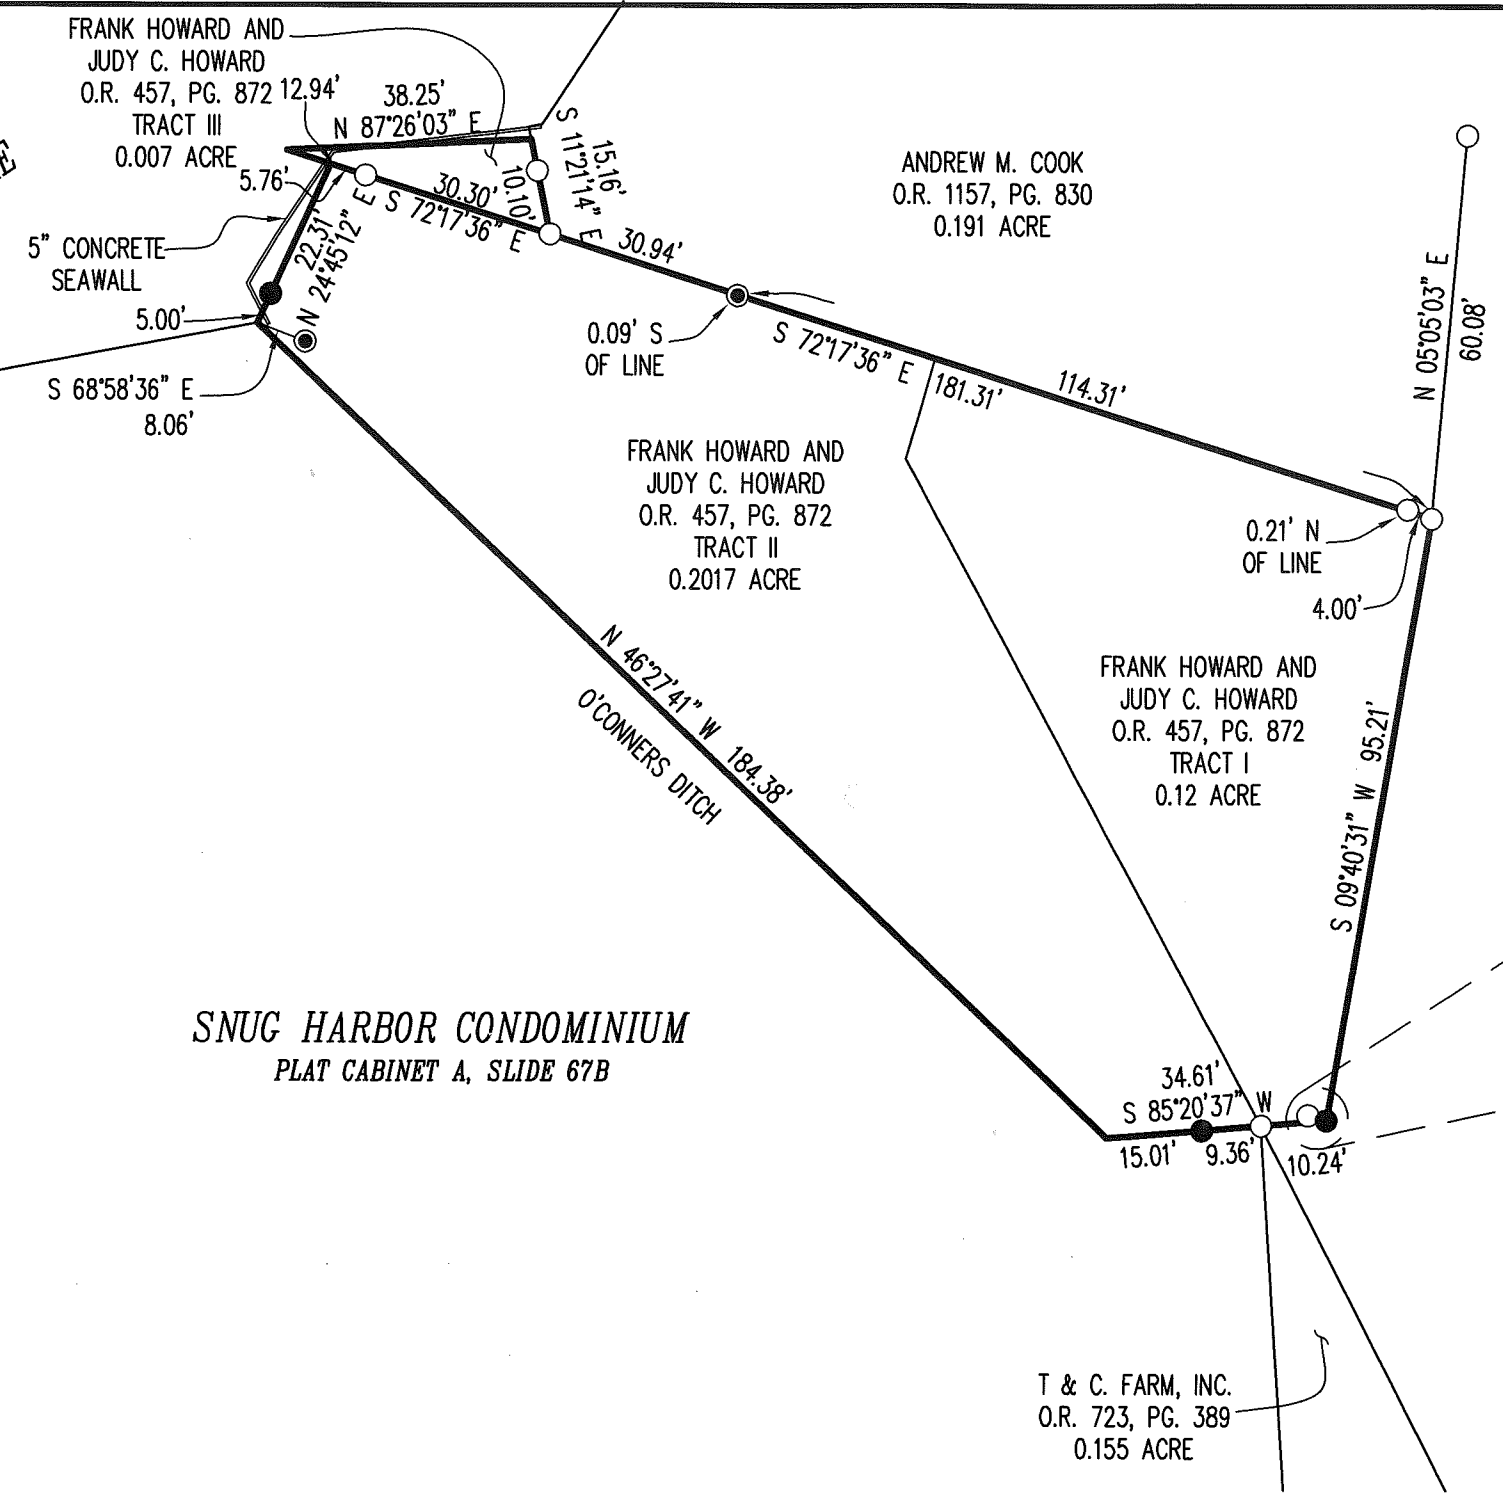 FRANK HOWARD AND
JUDY C. HOWARD
O.R. 457, PG. 872
TRACT III
0.007 ACRE
12.94'
38.25'
N 87°26'03" E
S 11°21'14" E
15.16'
10.10'
5.76'
30.30'
S 72°17'36" E
E
22.31'
N 24°45'12"
5" CONCRETE
SEAWALL
5.00'
S 68°58'36" E
8.06'
30.94'
0.09' S
OF LINE
ANDREW M. COOK
O.R. 1157, PG. 830
0.191 ACRE
N 05°05'03" E
60.08'
S 72°17'36" E
181.31'
114.31'
FRANK HOWARD AND
JUDY C. HOWARD
O.R. 457, PG. 872
TRACT II
0.2017 ACRE
0.21' N
OF LINE
4.00'
N 46°27'41" W 184.38'
O'CONNERS DITCH
FRANK HOWARD AND
JUDY C. HOWARD
O.R. 457, PG. 872
TRACT I
0.12 ACRE
S 09°40'31" W 95.21'
SNUG HARBOR CONDOMINIUM
PLAT CABINET A, SLIDE 67B
34.61'
S 85°20'37" W
15.01'
9.36'
10.24'
T & C. FARM, INC.
O.R. 723, PG. 389
0.155 ACRE
E